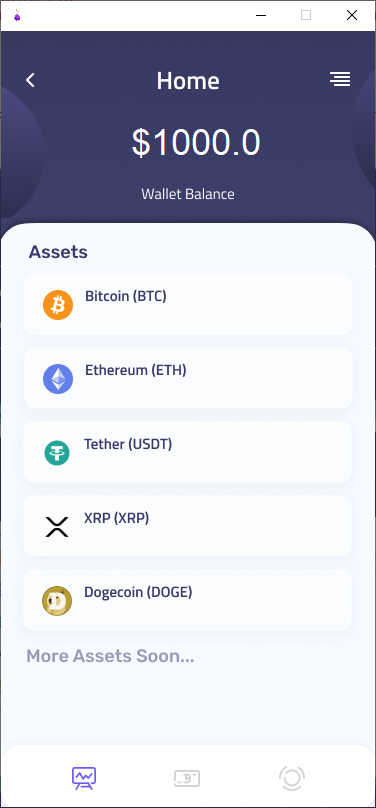 Home
$1000.0
Wallet Balance
Assets
Bitcoin (BTC)
Ethereum (ETH)
Tether (USDT)
XRP (XRP)
Dogecoin (DOGE)
More Assets Soon...